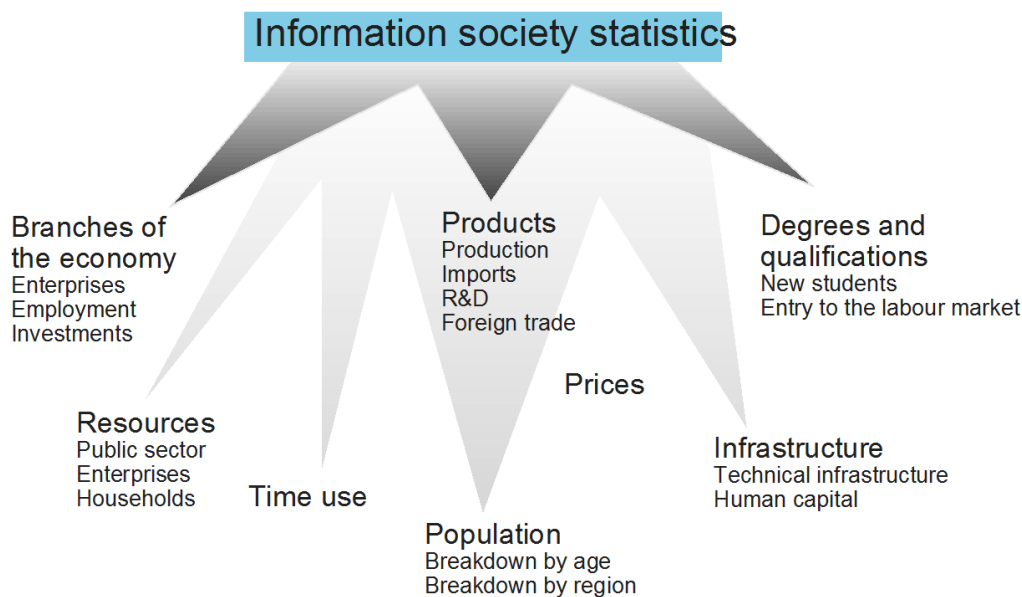 Information society statistics
Branches of
the economy
Enterprises
Employment
Investments
Products
Production
Imports
R&D
Foreign trade
Degrees and
qualifications
New students
Entry to the labour market
Prices
Resources
Public sector
Enterprises
Households
Time use
Population
Breakdown by age
Breakdown by region
Infrastructure
Technical infrastructure
Human capital